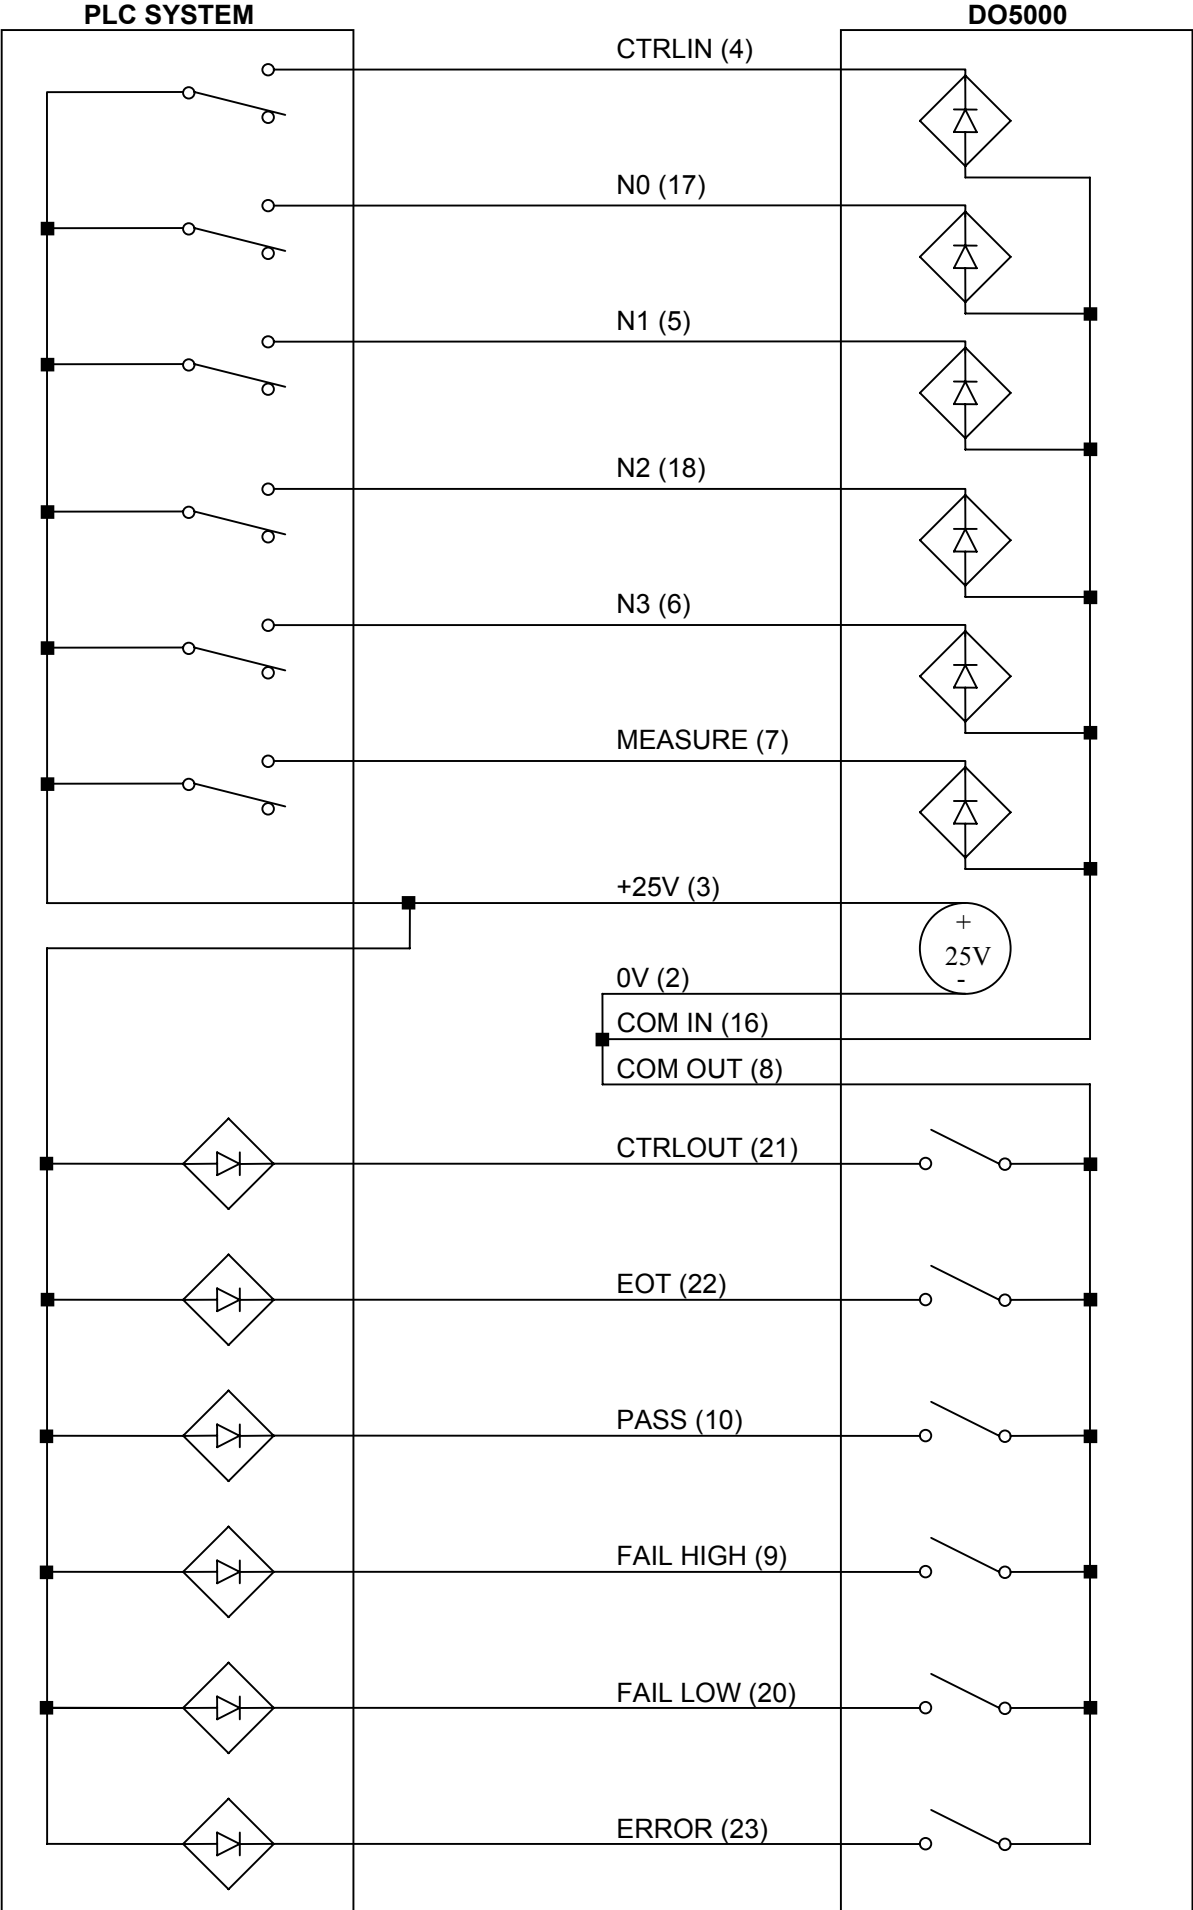 PLC SYSTEM
DO5000
CTRLIN (4)
N0 (17)
N1 (5)
N2 (18)
N3 (6)
MEASURE (7)
+25V (3)
+
25V
-
0V (2)
COM IN (16)
COM OUT (8)
CTRLOUT (21)
EOT (22)
PASS (10)
FAIL HIGH (9)
FAIL LOW (20)
ERROR (23)